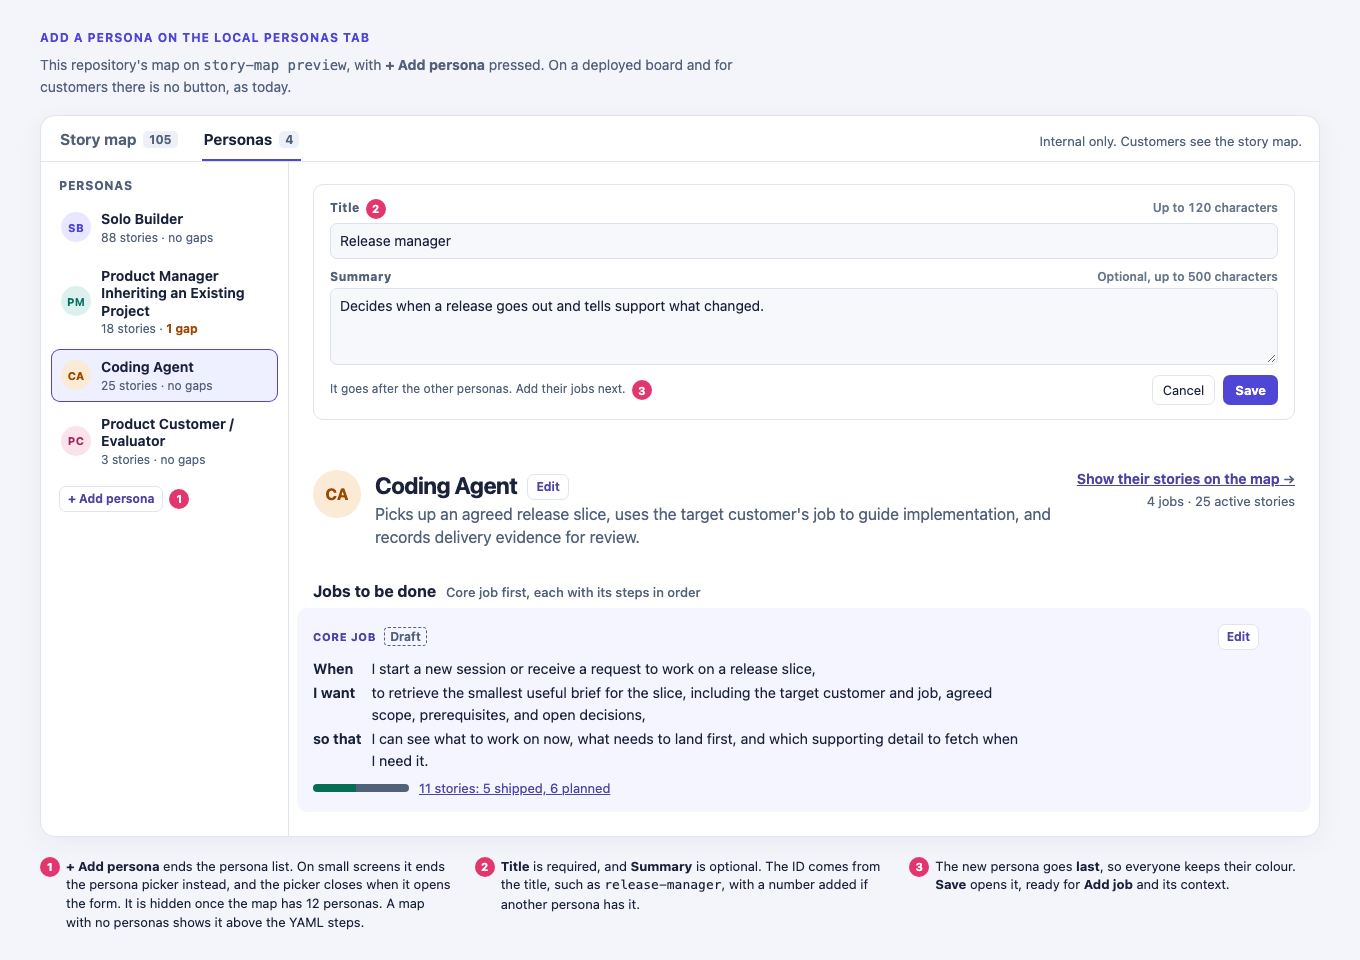 ADD A PERSONA ON THE LOCAL PERSONAS TAB
This repository's map on story-map preview, with + Add persona pressed. On a deployed board and for
customers there is no button, as today.
Story map 105
Personas 4
Internal only. Customers see the story map.
PERSONAS
SB
Solo Builder
88 stories · no gaps
PM
Product Manager
Inheriting an Existing
Project
18 stories · 1 gap
CA
Coding Agent
25 stories · no gaps
PC
Product Customer /
Evaluator
3 stories · no gaps
+ Add persona 1
Title 2
Up to 120 characters
Release manager
Summary
Optional, up to 500 characters
Decides when a release goes out and tells support what changed.
It goes after the other personas. Add their jobs next. 3
Cancel
Save
CA
Coding Agent
Edit
Show their stories on the map →
4 jobs · 25 active stories
Picks up an agreed release slice, uses the target customer's job to guide implementation, and
records delivery evidence for review.
Jobs to be done Core job first, each with its steps in order
CORE JOB Draft
Edit
When I start a new session or receive a request to work on a release slice,
I want to retrieve the smallest useful brief for the slice, including the target customer and job, agreed
scope, prerequisites, and open decisions,
so that I can see what to work on now, what needs to land first, and which supporting detail to fetch when
I need it.
11 stories: 5 shipped, 6 planned
1 + Add persona ends the persona list. On small screens it ends
the persona picker instead, and the picker closes when it opens
the form. It is hidden once the map has 12 personas. A map
with no personas shows it above the YAML steps.
2 Title is required, and Summary is optional. The ID comes from
the title, such as release-manager, with a number added if
another persona has it.
3 The new persona goes last, so everyone keeps their colour.
Save opens it, ready for Add job and its context.